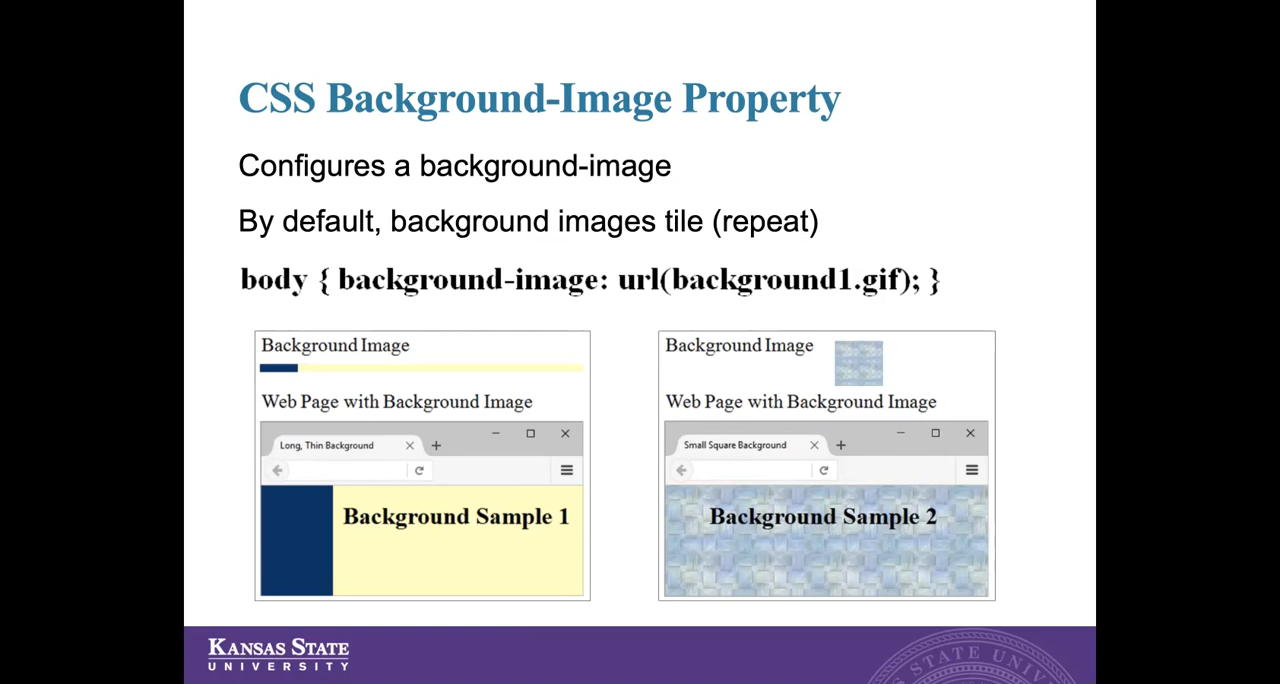 CSS Background-Image Property
Configures a background-image
By default, background images tile (repeat)
body { background-image: url(background1.gif); }
Background Image
Web Page with Background Image
Long, Thin Background
Background Sample 1
Background Image
Web Page with Background Image
Small Square Background
Background Sample 2
KANSAS STATE
UNIVERSITY
STATE UNIV